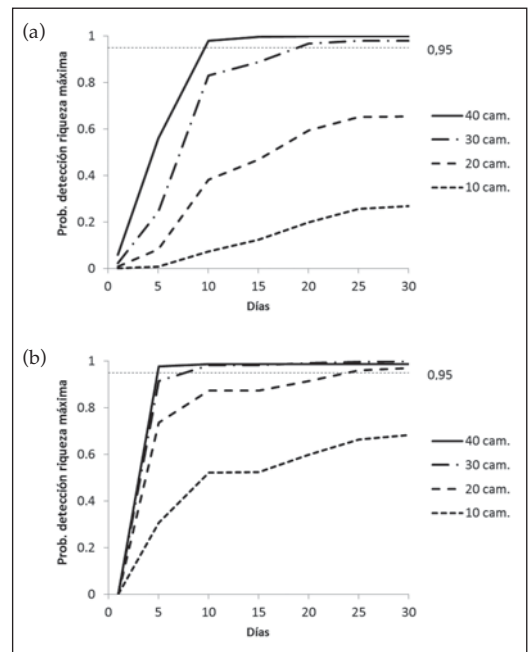 (a)
Prob. detección riqueza máxima
1
0.8
0.6
0.4
0.2
0
0,95
40 cam.
30 cam.
20 cam.
10 cam.
0 5 10 15 20 25 30
Días
(b)
Prob. detección riqueza máxima
1
0.8
0.6
0.4
0.2
0
0,95
40 cam.
30 cam.
20 cam.
10 cam.
0 5 10 15 20 25 30
Días